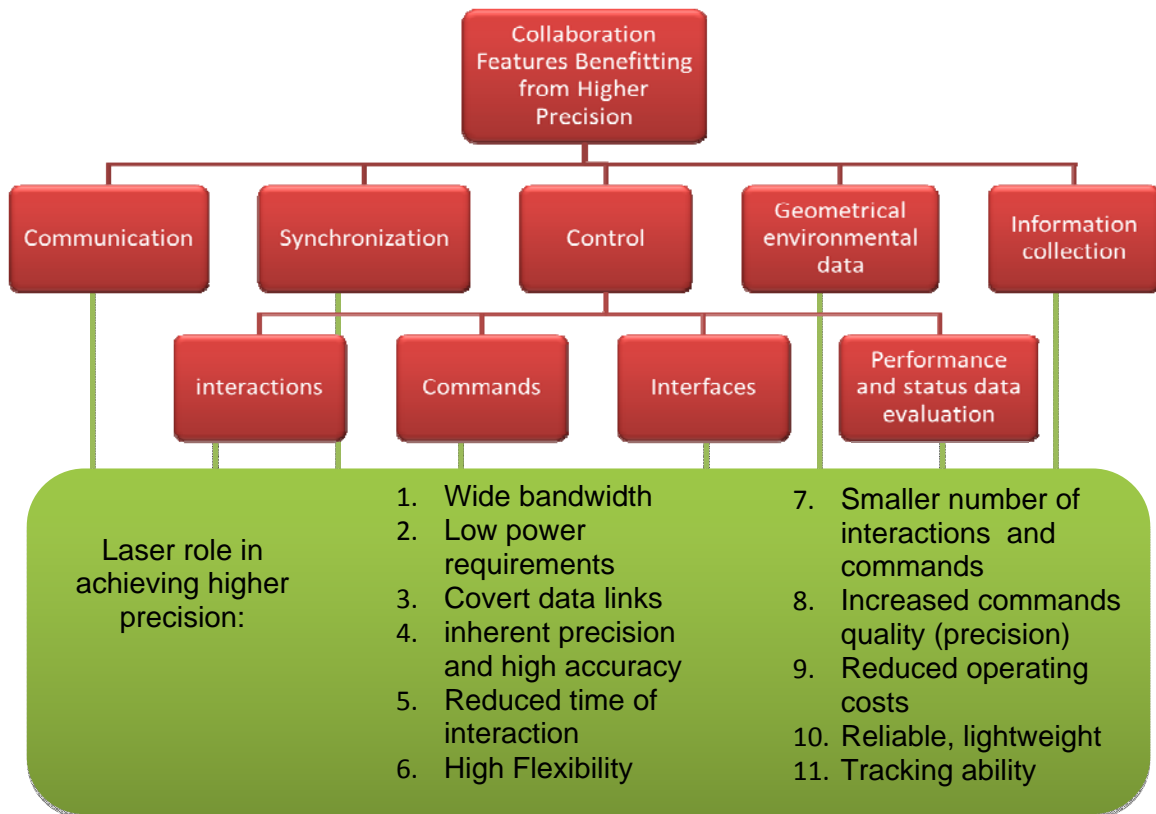 Collaboration
Features Benefitting
from Higher
Precision
Communication
Synchronization
Control
Geometrical
environmental
data
Information
collection
interactions
Commands
Interfaces
Performance
and status data
evaluation
Laser role in
achieving higher
precision:
1. Wide bandwidth
2. Low power
requirements
3. Covert data links
4. inherent precision
and high accuracy
5. Reduced time of
interaction
6. High Flexibility
7. Smaller number of
interactions and
commands
8. Increased commands
quality (precision)
9. Reduced operating
costs
10. Reliable, lightweight
11. Tracking ability